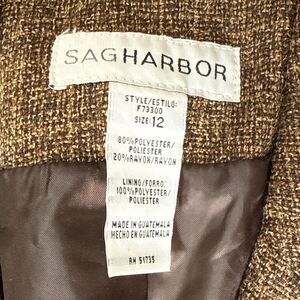 SAGHARBOR
STYLE/ESTILO:
F73300
SIZE: 12
80%POLYESTER/
POLIESTER
20%RAYON/RAYON
LINING/FORRO:
100%POLYESTER/
POLIESTER
MADE IN GUATEMALA
HECHO EN GUATEMALA
RN 51735